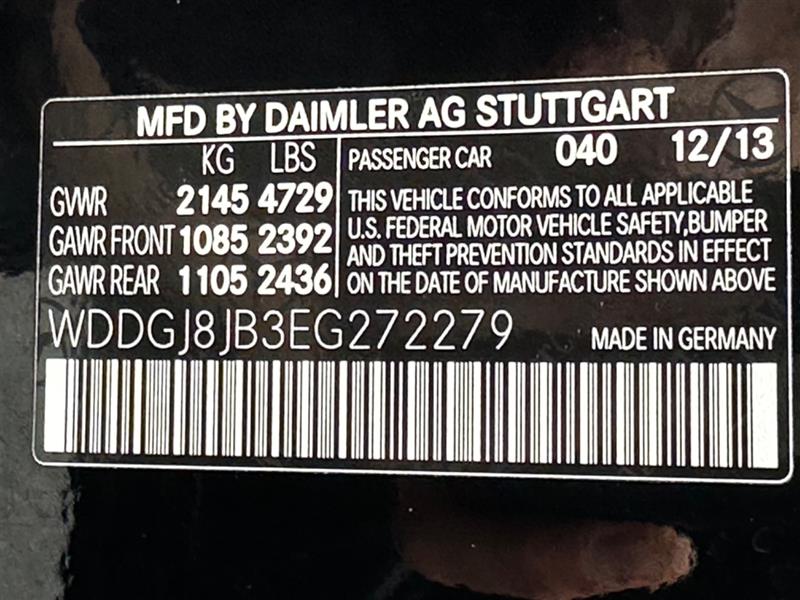 MFD BY DAIMLER AG STUTTGART
KG LBS
GVWR 2145 4729
GAWR FRONT 1085 2392
GAWR REAR 1105 2436
PASSENGER CAR 040 12/13
THIS VEHICLE CONFORMS TO ALL APPLICABLE
U.S. FEDERAL MOTOR VEHICLE SAFETY,BUMPER
AND THEFT PREVENTION STANDARDS IN EFFECT
ON THE DATE OF MANUFACTURE SHOWN ABOVE
WDDGJ8JB3EG272279 MADE IN GERMANY